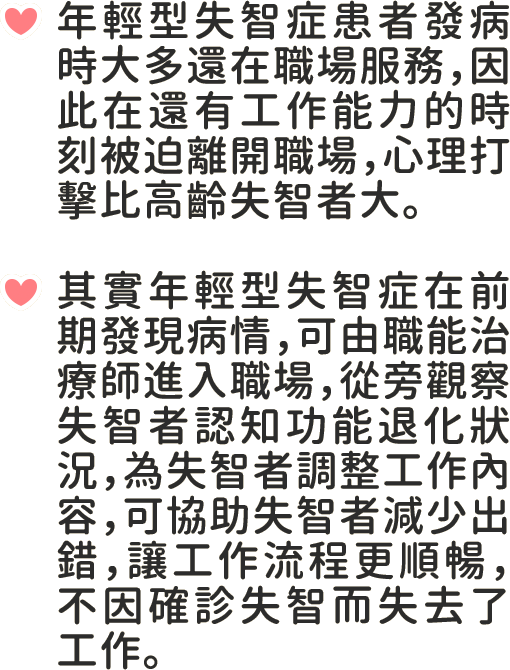 年輕型失智症患者發病
時大多還在職場服務,因
此在還有工作能力的時
刻被迫離開職場,心理打
擊比高齡失智者大。
其實年輕型失智症在前
期發現病情,可由職能治
療師進入職場,從旁觀察
失智者認知功能退化狀
況,為失智者調整工作內
容,可協助失智者減少出
錯,讓工作流程更順暢,
不因確診失智而失去了
工作。